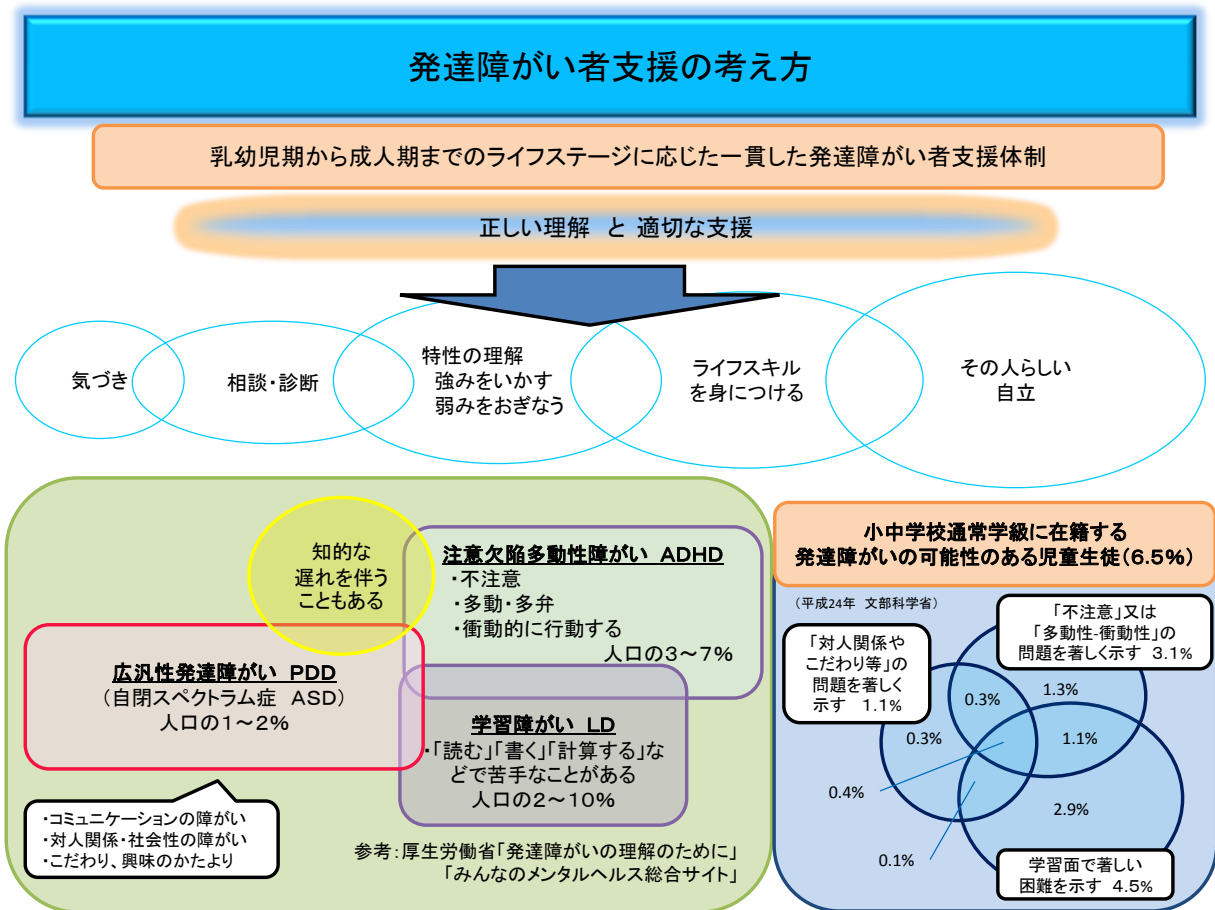 発達障がい者支援の考え方
乳幼児期から成人期までのライフステージに応じた一貫した発達障がい者支援体制
正しい理解 と 適切な支援
気づき
相談・診断
特性の理解
強みをいかす
弱みをおぎなう
ライフスキル
を身につける
その人らしい
自立
知的な
遅れを伴う
こともある
注意欠陥多動性障がい ADHD
・不注意
・多動・多弁
・衝動的に行動する
人口の3~7%
広汎性発達障がい PDD
(自閉スペクトラム症 ASD)
人口の1~2%
学習障がい LD
・「読む」「書く」「計算する」な
どで苦手なことがある
人口の2~10%
・コミュニケーションの障がい
・対人関係・社会性の障がい
・こだわり、興味のかたより
参考:厚生労働省「発達障がいの理解のために」
「みんなのメンタルヘルス総合サイト」
小中学校通常学級に在籍する
発達障がいの可能性のある児童生徒(6.5%)
(平成24年 文部科学省)
「対人関係や
こだわり等」の
問題を著しく
示す 1.1%
「不注意」又は
「多動性-衝動性」の
問題を著しく示す 3.1%
0.3%
1.3%
0.3%
1.1%
0.4%
2.9%
0.1%
学習面で著しい
困難を示す 4.5%